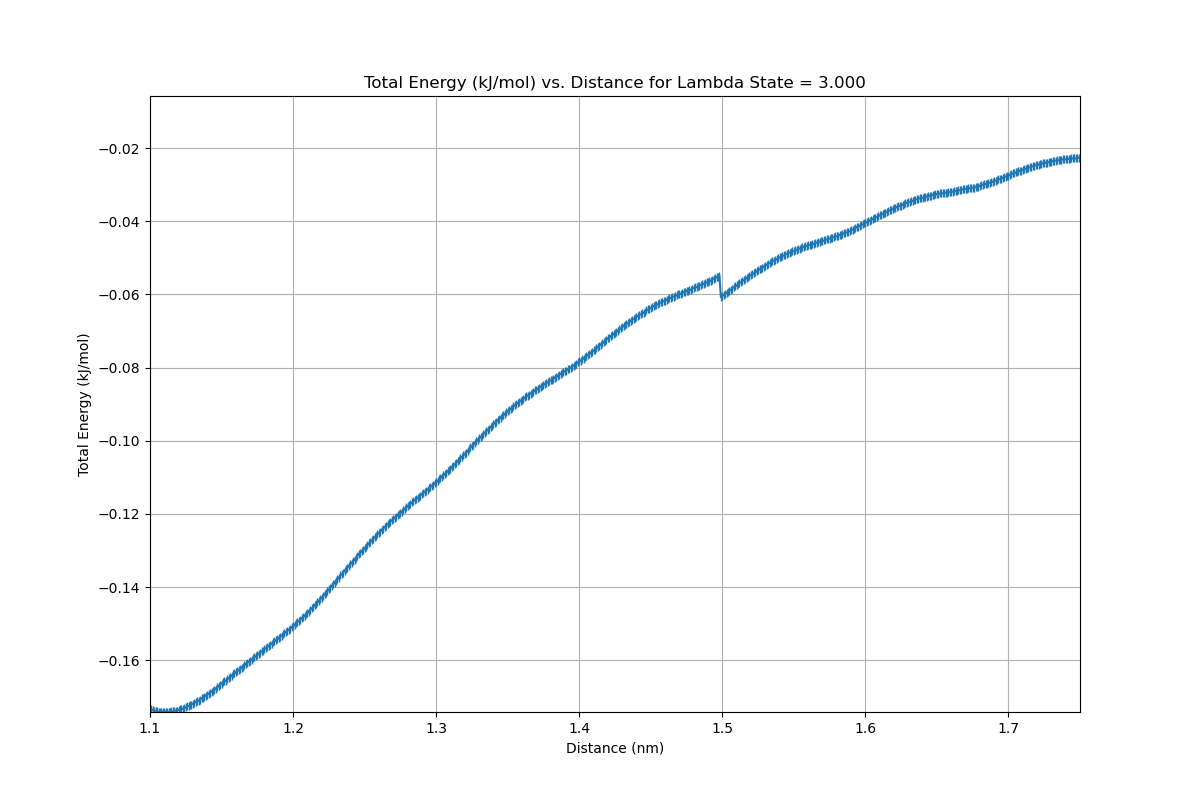 Total Energy (kJ/mol) vs. Distance for Lambda State = 3.000
Total Energy (kJ/mol)
−0.02
−0.04
−0.06
−0.08
−0.10
−0.12
−0.14
−0.16
1.1 1.2 1.3 1.4 1.5 1.6 1.7
Distance (nm)